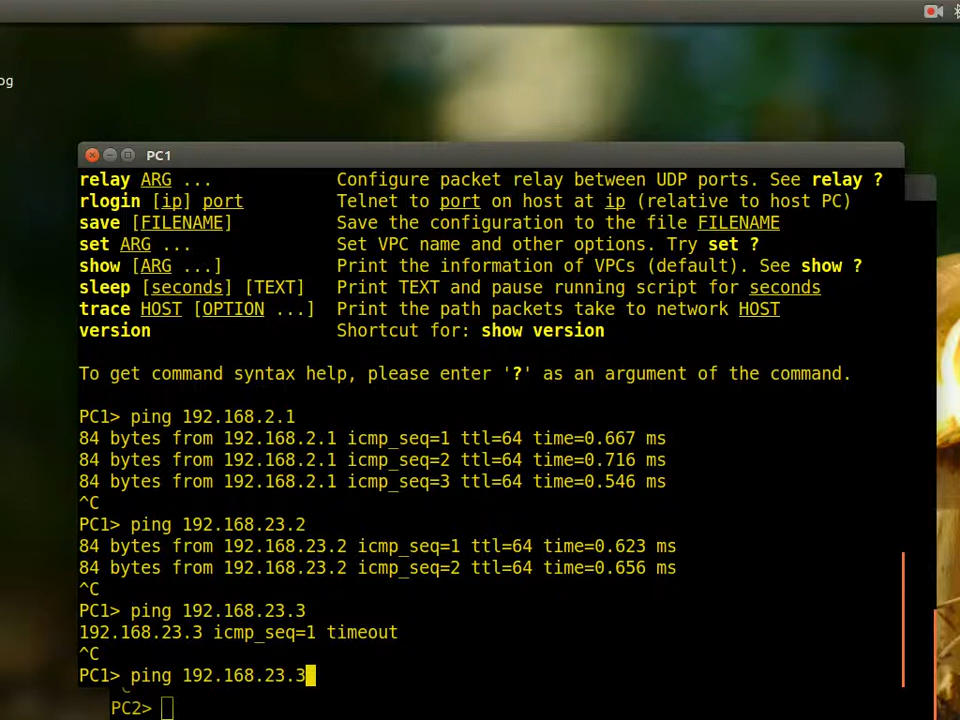 og
PC1
relay ARG ... Configure packet relay between UDP ports. See relay ?
rlogin [ip] port Telnet to port on host at ip (relative to host PC)
save [FILENAME] Save the configuration to the file FILENAME
set ARG ... Set VPC name and other options. Try set ?
show [ARG ...] Print the information of VPCs (default). See show ?
sleep [seconds] [TEXT] Print TEXT and pause running script for seconds
trace HOST [OPTION ...] Print the path packets take to network HOST
version Shortcut for: show version
To get command syntax help, please enter '?' as an argument of the command.
PC1> ping 192.168.2.1
84 bytes from 192.168.2.1 icmp_seq=1 ttl=64 time=0.667 ms
84 bytes from 192.168.2.1 icmp_seq=2 ttl=64 time=0.716 ms
84 bytes from 192.168.2.1 icmp_seq=3 ttl=64 time=0.546 ms
^C
PC1> ping 192.168.23.2
84 bytes from 192.168.23.2 icmp_seq=1 ttl=64 time=0.623 ms
84 bytes from 192.168.23.2 icmp_seq=2 ttl=64 time=0.656 ms
^C
PC1> ping 192.168.23.3
192.168.23.3 icmp_seq=1 timeout
^C
PC1> ping 192.168.23.3
PC2>